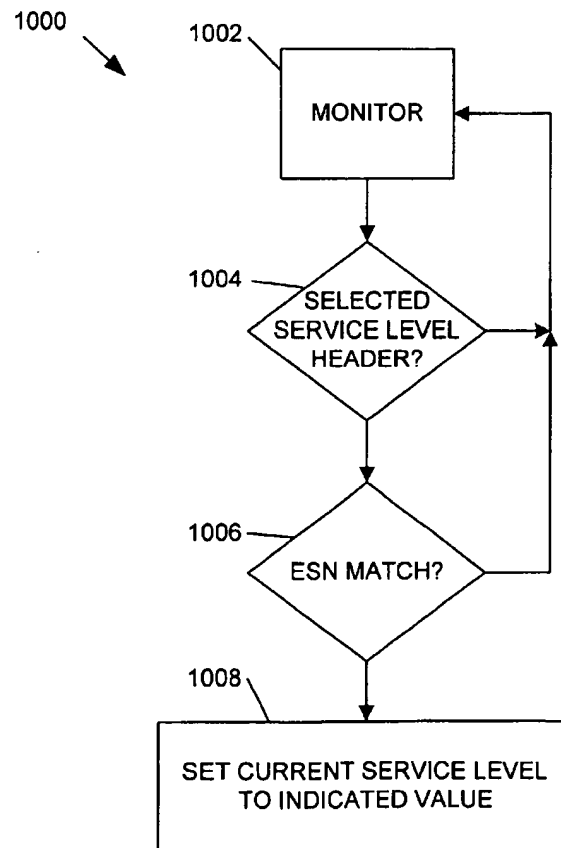 1000
1002
MONITOR
1004
SELECTED
SERVICE LEVEL
HEADER?
1006
ESN MATCH?
1008
SET CURRENT SERVICE LEVEL
TO INDICATED VALUE